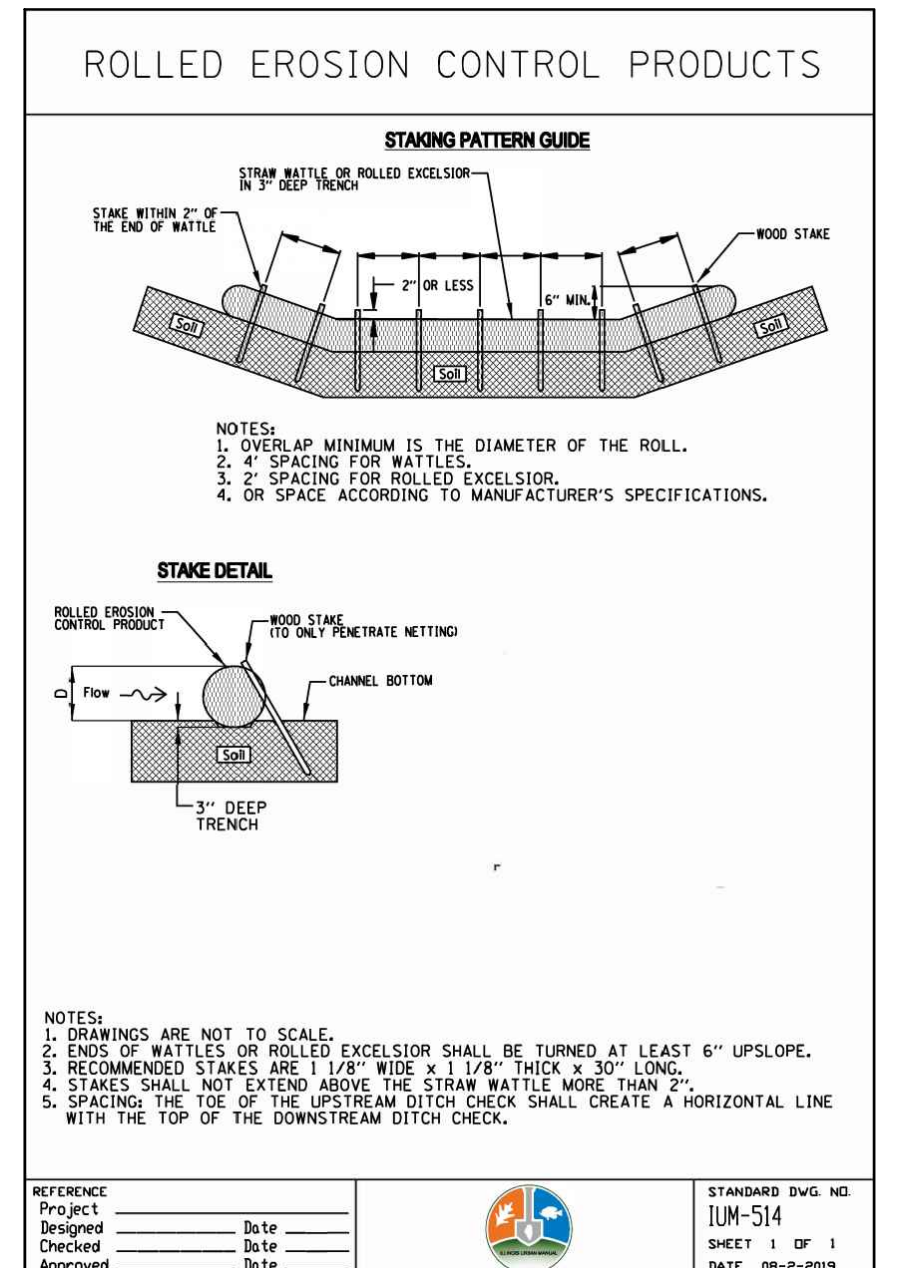 ROLLED EROSION CONTROL PRODUCTS
STAKING PATTERN GUIDE
STRAW WATTLE OR ROLLED EXCELSIOR
IN 3" DEEP TRENCH
STAKE WITHIN 2" OF
THE END OF WATTLE
WOOD STAKE
2" OR LESS
6" MIN.
Soil
Soil
Soil
NOTES:
1. OVERLAP MINIMUM IS THE DIAMETER OF THE ROLL.
2. 4' SPACING FOR WATTLES.
3. 2' SPACING FOR ROLLED EXCELSIOR.
4. OR SPACE ACCORDING TO MANUFACTURER'S SPECIFICATIONS.
STAKE DETAIL
ROLLED EROSION
CONTROL PRODUCT
WOOD STAKE
(TO ONLY PENETRATE NETTING)
D
Flow
CHANNEL BOTTOM
Soil
3" DEEP
TRENCH
NOTES:
1. DRAWINGS ARE NOT TO SCALE.
2. ENDS OF WATTLES OR ROLLED EXCELSIOR SHALL BE TURNED AT LEAST 6" UPSLOPE.
3. RECOMMENDED STAKES ARE 1 1/8" WIDE x 1 1/8" THICK x 30" LONG.
4. STAKES SHALL NOT EXTEND ABOVE THE STRAW WATTLE MORE THAN 2".
5. SPACING: THE TOE OF THE UPSTREAM DITCH CHECK SHALL CREATE A HORIZONTAL LINE
WITH THE TOP OF THE DOWNSTREAM DITCH CHECK.
REFERENCE
Project
Designed Date
Checked Date
Approved Date
ILLINOIS URBAN MANUAL
STANDARD DWG. NO.
IUM-514
SHEET 1 OF 1
DATE 08-2-2019